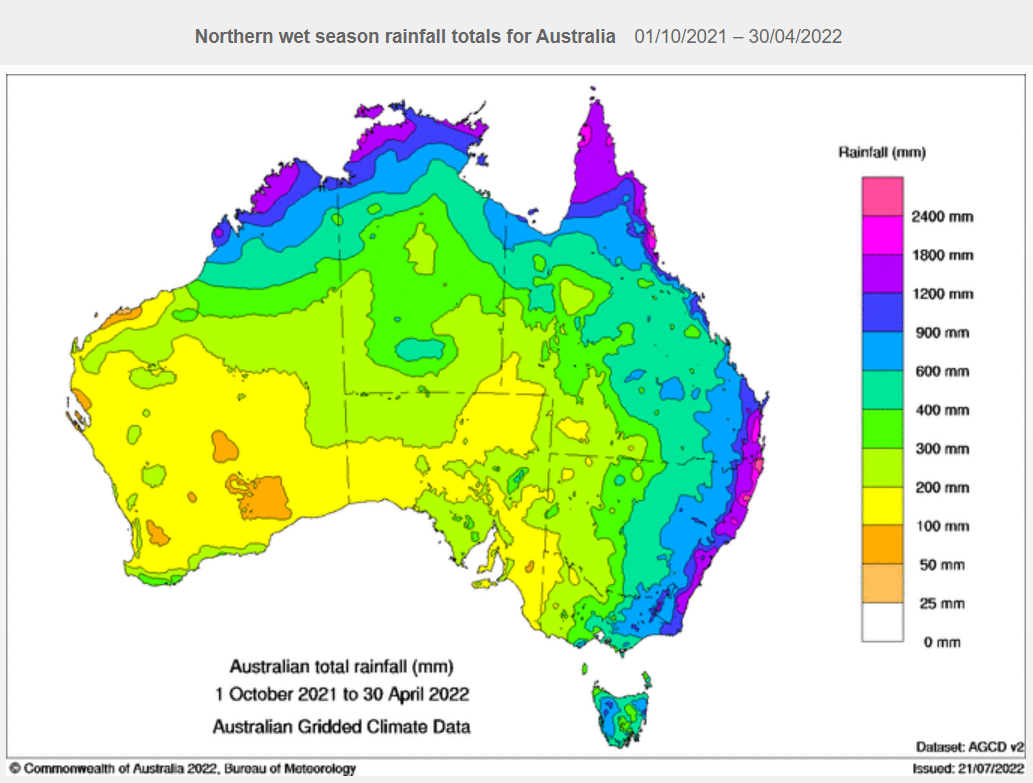 Northern wet season rainfall totals for Australia 01/10/2021 – 30/04/2022
Rainfall (mm)
2400 mm
1800 mm
1200 mm
900 mm
600 mm
400 mm
300 mm
200 mm
100 mm
50 mm
25 mm
0 mm
Australian total rainfall (mm)
1 October 2021 to 30 April 2022
Australian Gridded Climate Data
Dataset: AGCD v2
© Commonwealth of Australia 2022, Bureau of Meteorology
Issued: 21/07/2022